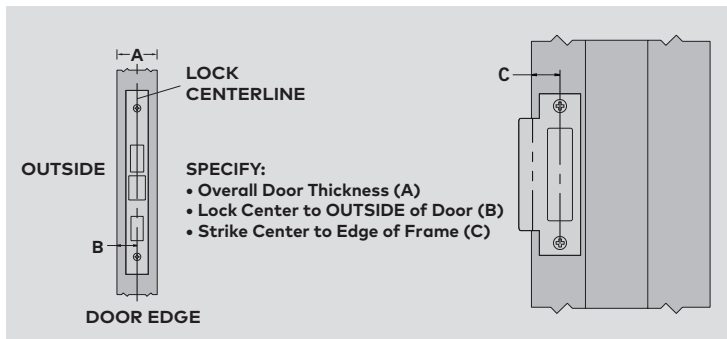 A
LOCK
CENTERLINE
OUTSIDE
SPECIFY:
• Overall Door Thickness (A)
• Lock Center to OUTSIDE of Door (B)
• Strike Center to Edge of Frame (C)
B
DOOR EDGE
C